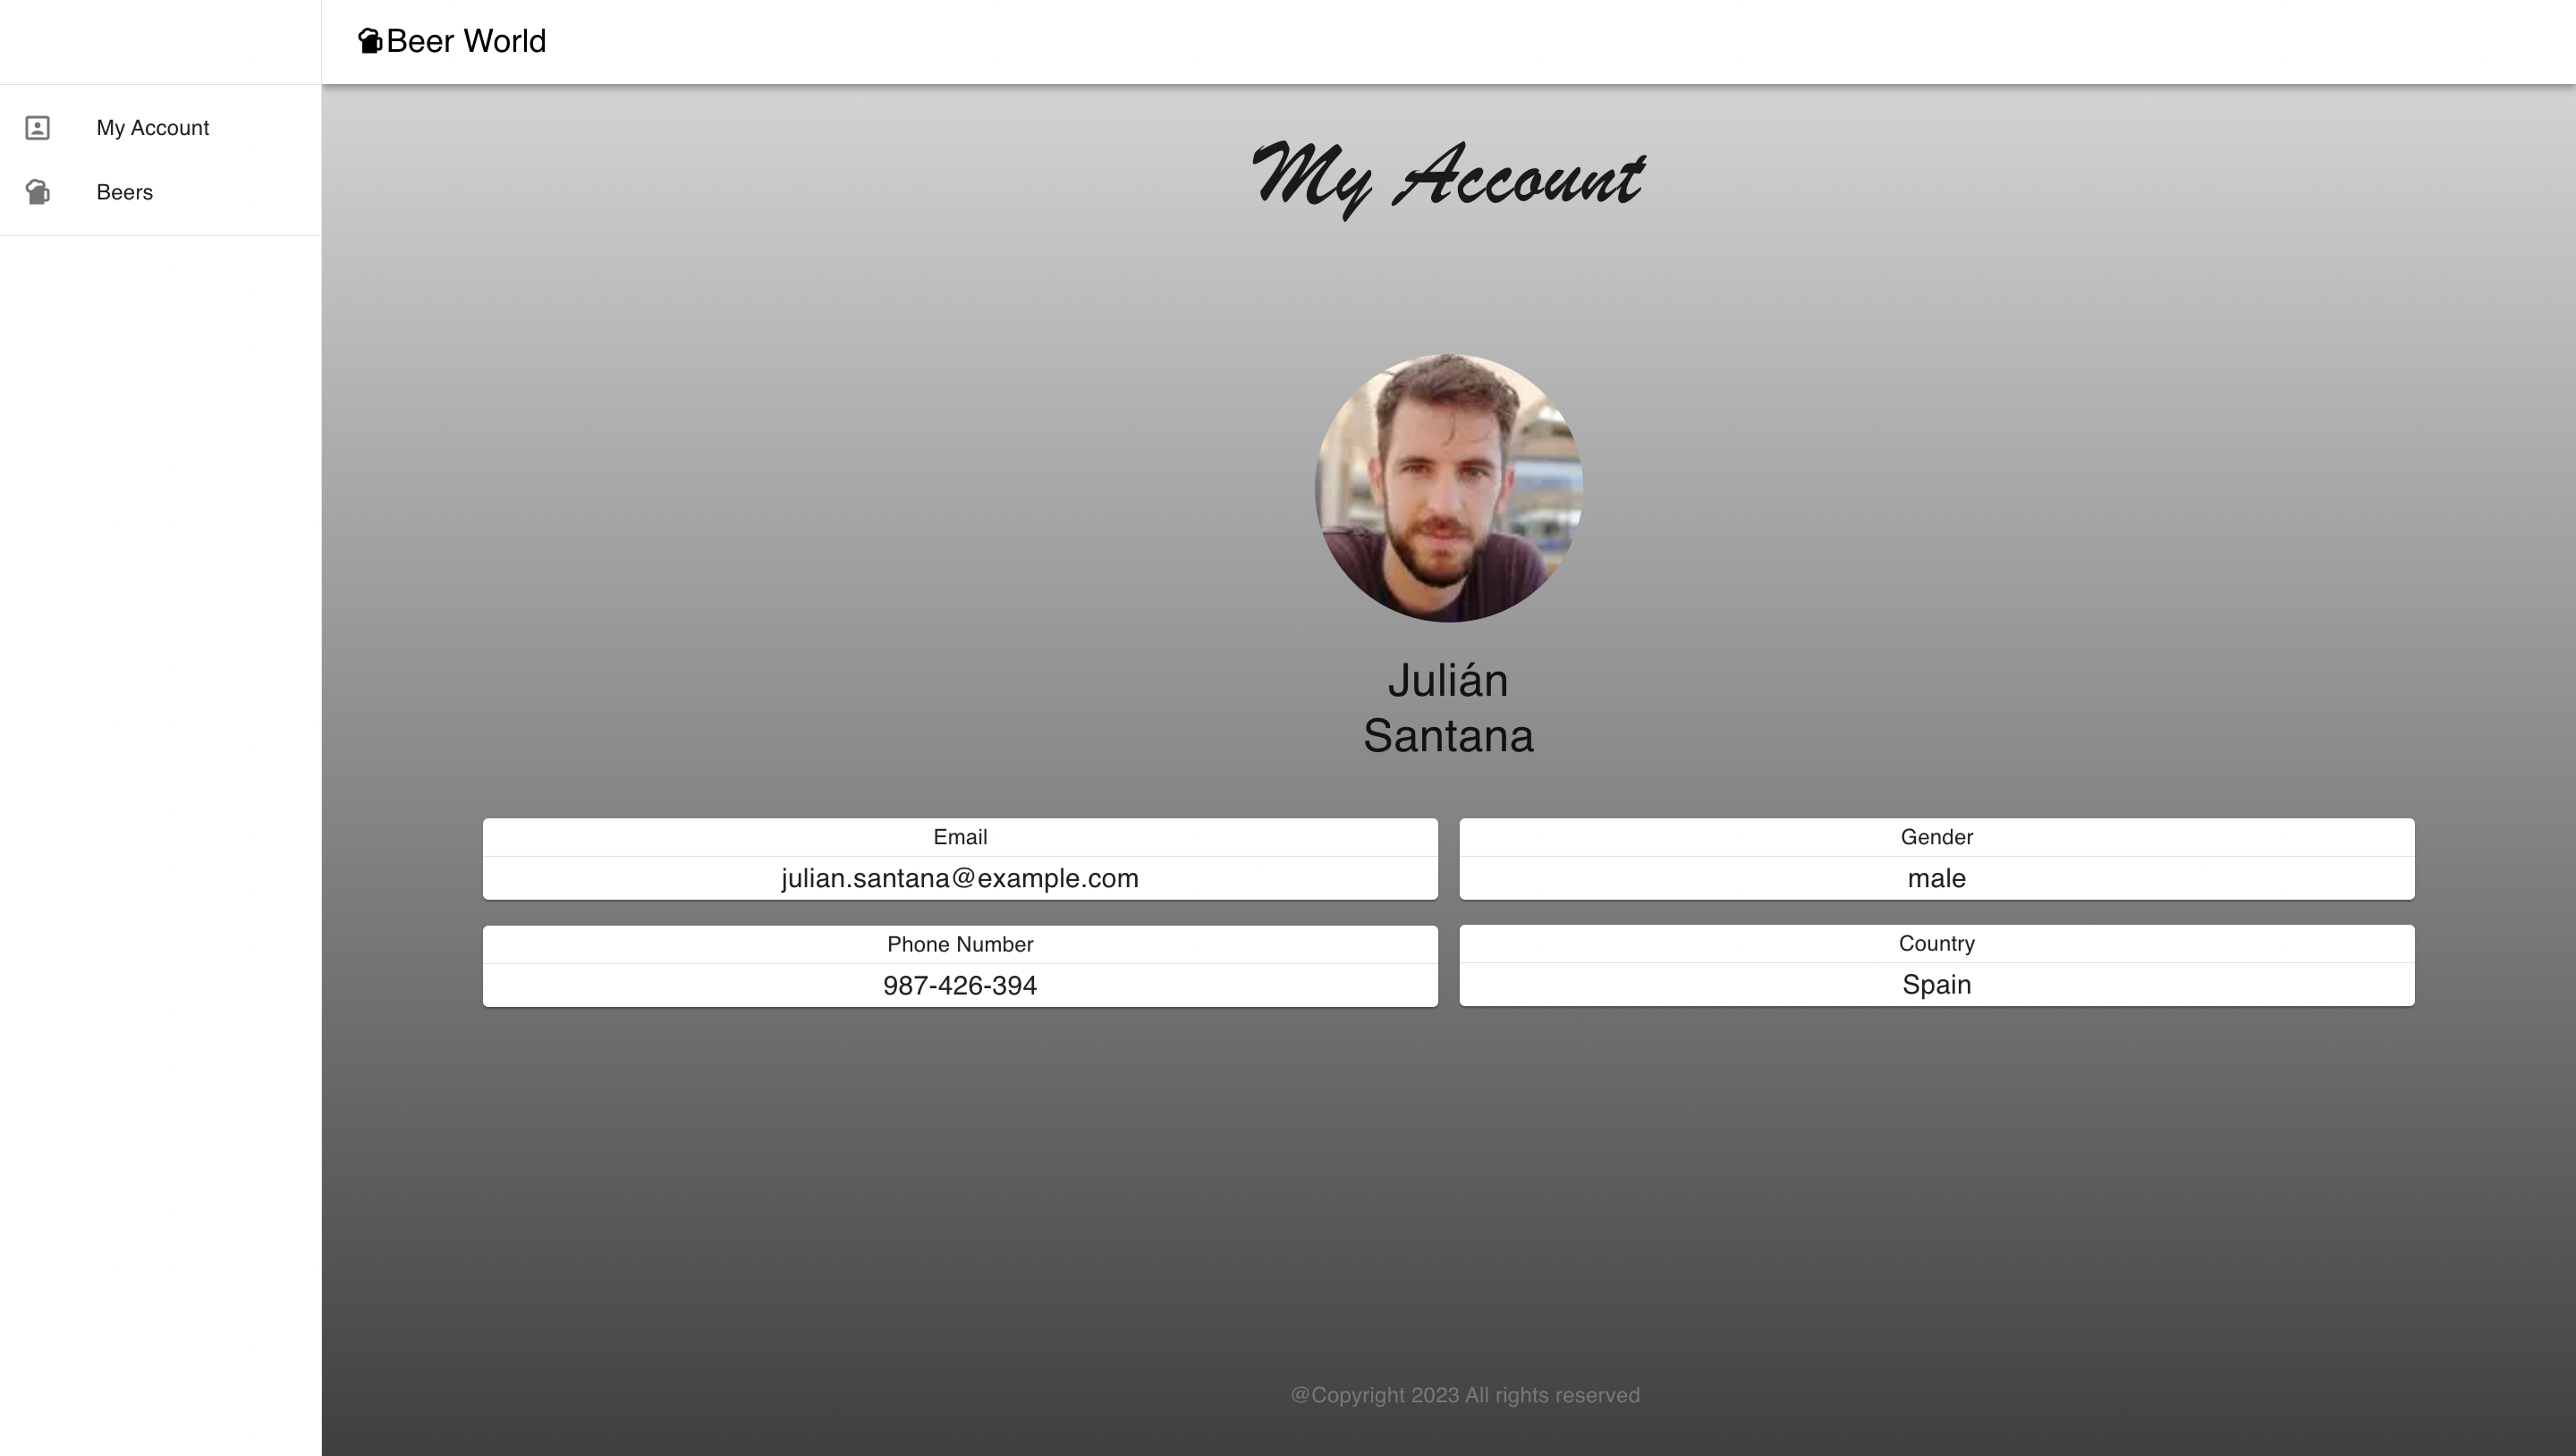 Beer World
My Account
Beers
My Account
Julián
Santana
Email
julian.santana@example.com
Gender
male
Phone Number
987-426-394
Country
Spain
@Copyright 2023 All rights reserved